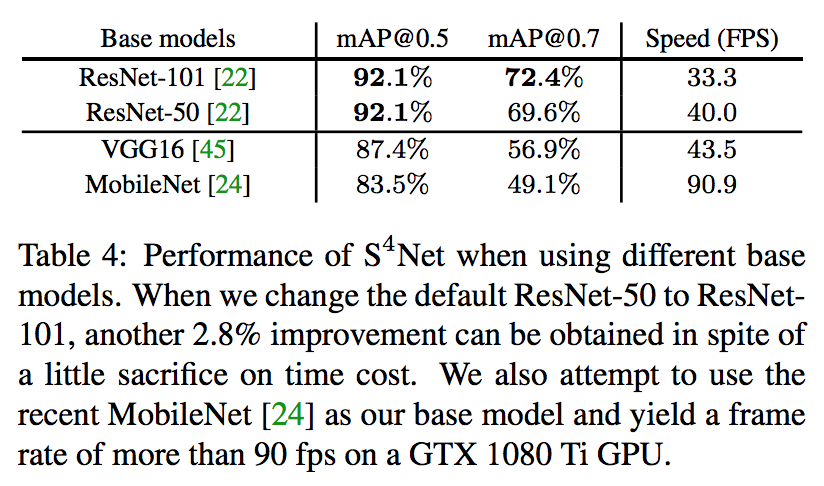 Base models mAP@0.5 mAP@0.7 Speed (FPS)
ResNet-101 [22] 92.1% 72.4% 33.3
ResNet-50 [22] 92.1% 69.6% 40.0
VGG16 [45] 87.4% 56.9% 43.5
MobileNet [24] 83.5% 49.1% 90.9
Table 4: Performance of S⁴Net when using different base
models. When we change the default ResNet-50 to ResNet-
101, another 2.8% improvement can be obtained in spite of
a little sacrifice on time cost. We also attempt to use the
recent MobileNet [24] as our base model and yield a frame
rate of more than 90 fps on a GTX 1080 Ti GPU.